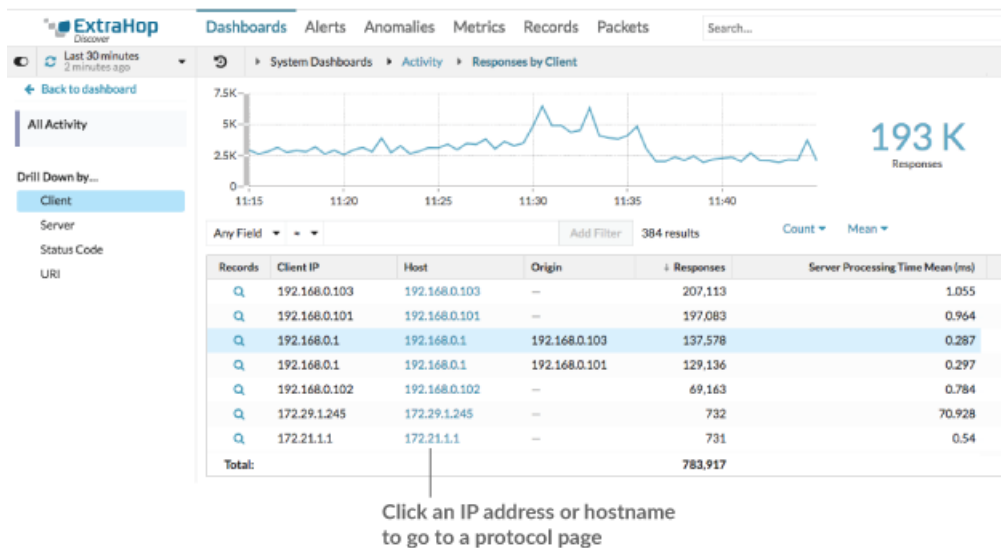 ExtraHop
Discover
Dashboards Alerts Anomalies Metrics Records Packets Search...
Last 30 minutes
2 minutes ago
System Dashboards Activity Responses by Client
Back to dashboard
All Activity
Drill Down by...
Client
Server
Status Code
URI
7.5K
5K
2.5K
0
11:15 11:20 11:25 11:30 11:35 11:40
193 K
Responses
Any Field = Add Filter 384 results Count Mean
Records Client IP Host Origin ↓ Responses Server Processing Time Mean (ms)
192.168.0.103 192.168.0.103 — 207,113 1.055
192.168.0.101 192.168.0.101 — 197,083 0.964
192.168.0.1 192.168.0.1 192.168.0.103 137,578 0.287
192.168.0.1 192.168.0.1 192.168.0.101 129,136 0.297
192.168.0.102 192.168.0.102 — 69,163 0.784
172.29.1.245 172.29.1.245 — 732 70.928
172.21.1.1 172.21.1.1 — 731 0.54
Total: 783,917
Click an IP address or hostname
to go to a protocol page